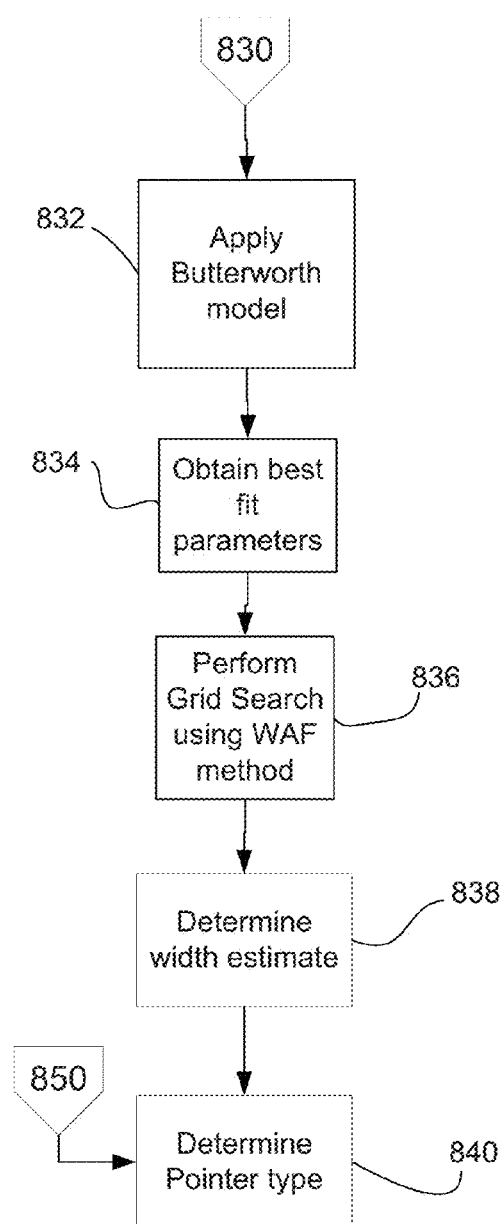 830
832
Apply
Butterworth
model
834
Obtain best
fit
parameters
Perform
Grid Search
using WAF
method
836
Determine
width estimate
838
850
Determine
Pointer type
840